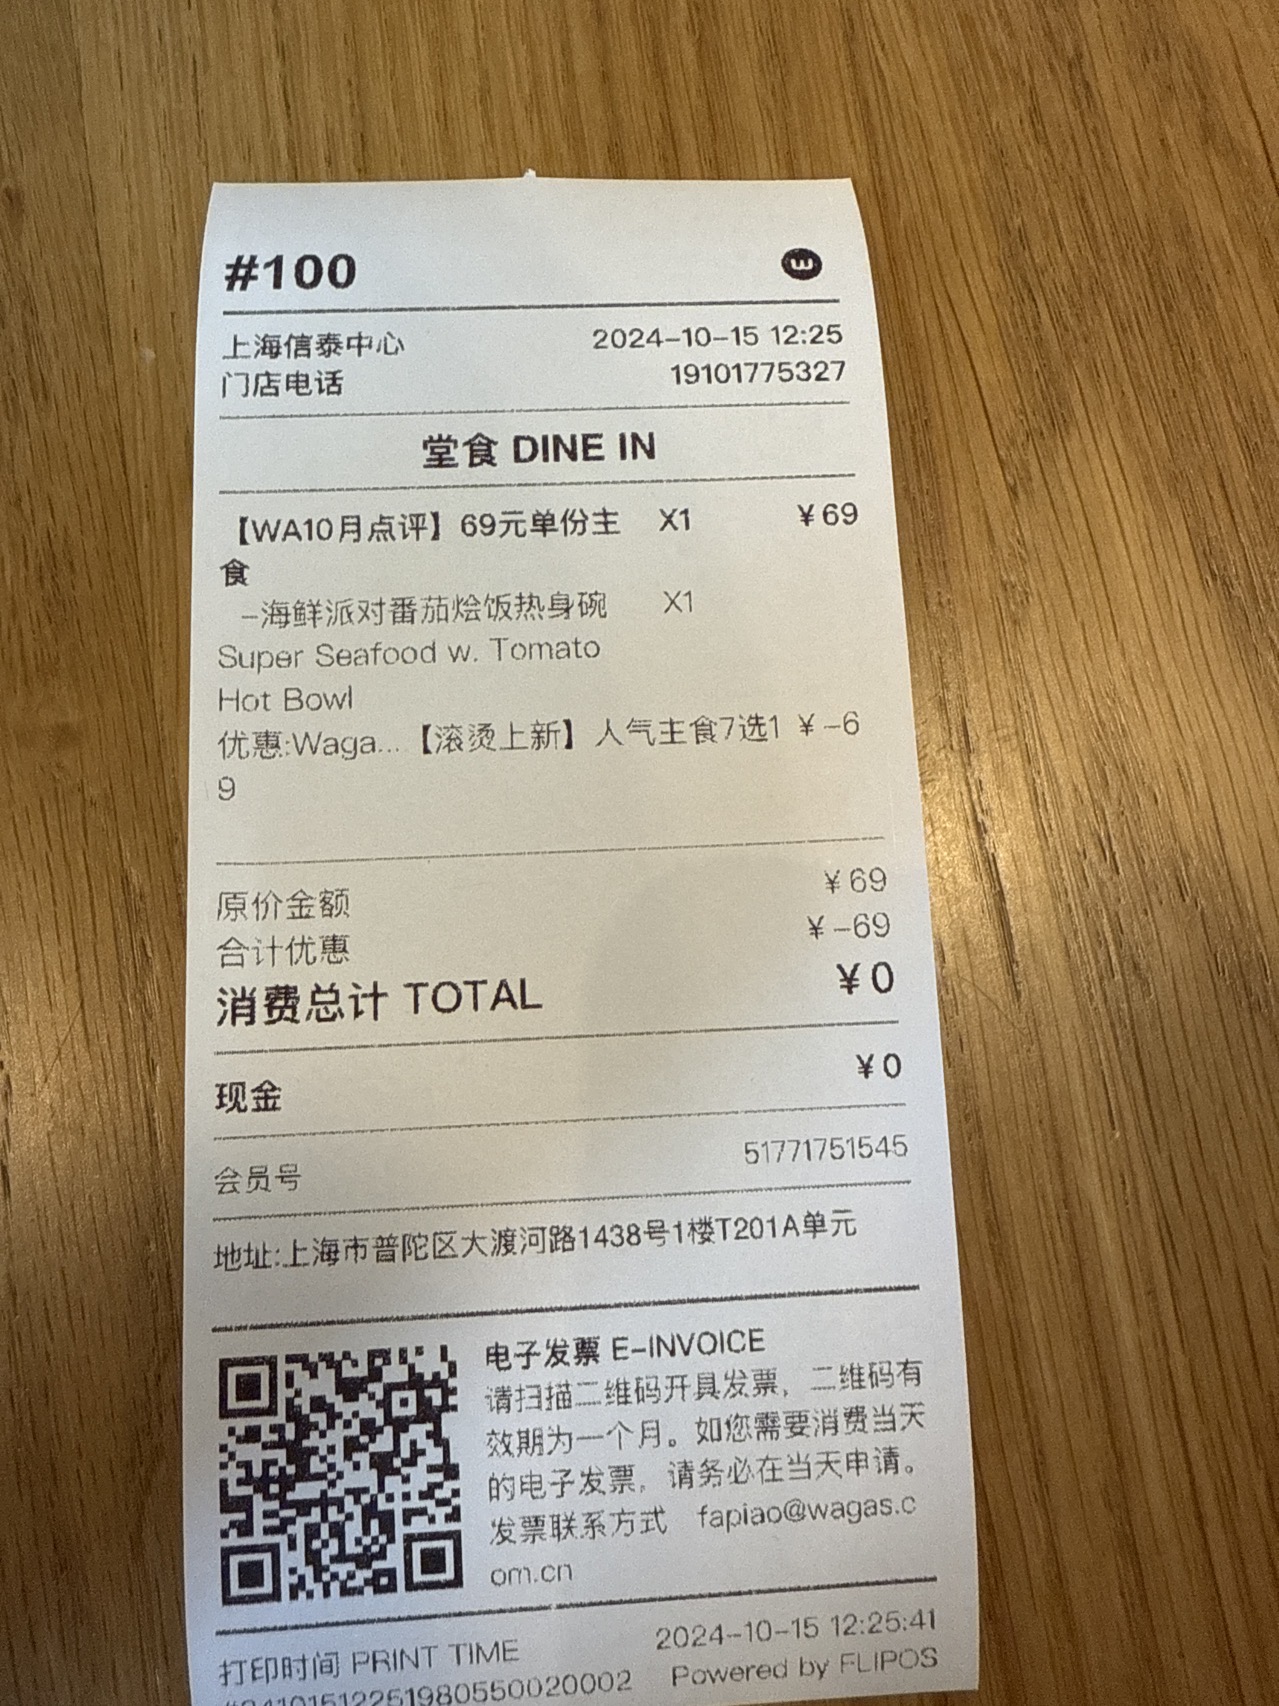 #100
上海信泰中心 2024-10-15 12:25
门店电话 19101775327
堂食 DINE IN
【WA10月点评】69元单份主 X1 ¥69
食
-海鲜派对番茄烩饭热身碗 X1
Super Seafood w. Tomato
Hot Bowl
优惠:Waga...【滚烫上新】人气主食7选1 ¥-6
9
原价金额 ¥69
合计优惠 ¥-69
消费总计 TOTAL ¥0
现金 ¥0
会员号 51771751545
地址:上海市普陀区大渡河路1438号1楼T201A单元
电子发票 E-INVOICE
请扫描二维码开具发票，二维码有
效期为一个月。如您需要消费当天
的电子发票，请务必在当天申请。
发票联系方式 fapiao@wagas.c
om.cn
打印时间 PRINT TIME 2024-10-15 12:25:41
Powered by FLIPOS